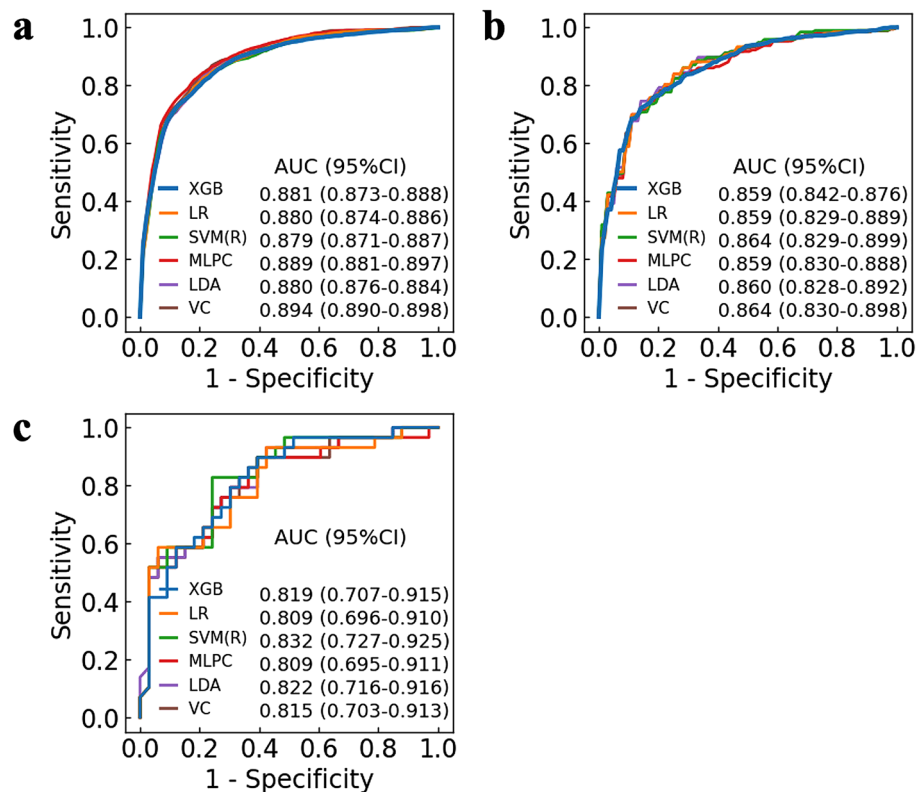 a
1.0
0.8
0.6
0.4
0.2
0.0
Sensitivity
AUC (95%CI)
XGB 0.881 (0.873-0.888)
LR 0.880 (0.874-0.886)
SVM(R) 0.879 (0.871-0.887)
MLPC 0.889 (0.881-0.897)
LDA 0.880 (0.876-0.884)
VC 0.894 (0.890-0.898)
0.0 0.2 0.4 0.6 0.8 1.0
1 - Specificity
b
1.0
0.8
0.6
0.4
0.2
0.0
Sensitivity
AUC (95%CI)
XGB 0.859 (0.842-0.876)
LR 0.859 (0.829-0.889)
SVM(R) 0.864 (0.829-0.899)
MLPC 0.859 (0.830-0.888)
LDA 0.860 (0.828-0.892)
VC 0.864 (0.830-0.898)
0.0 0.2 0.4 0.6 0.8 1.0
1 - Specificity
c
1.0
0.8
0.6
0.4
0.2
0.0
Sensitivity
AUC (95%CI)
XGB 0.819 (0.707-0.915)
LR 0.809 (0.696-0.910)
SVM(R) 0.832 (0.727-0.925)
MLPC 0.809 (0.695-0.911)
LDA 0.822 (0.716-0.916)
VC 0.815 (0.703-0.913)
0.0 0.2 0.4 0.6 0.8 1.0
1 - Specificity